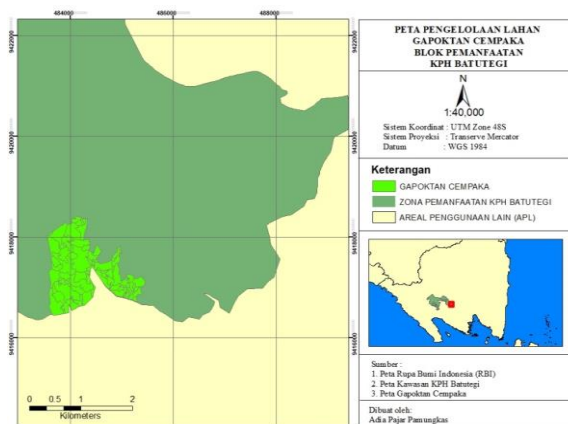 484000 486000 488000
9422000
9422000
9420000
9420000
9418000
9418000
9416000
9416000
0 0.5 1 2
Kilometers
PETA PENGELOLAAN LAHAN
GAPOKTAN CEMPAKA
BLOK PEMANFAATAN
KPH BATUTEGI
N
1:40,000
Sistem Koordinat : UTM Zone 48S
Sistem Proyeksi : Transerve Mercator
Datum : WGS 1984
Keterangan
GAPOKTAN CEMPAKA
ZONA PEMANFAATAN KPH BATUTEGI
AREAL PENGGUNAAN LAIN (APL)
Sumber :
1. Peta Rupa Bumi Indonesia (RBI)
2. Peta Kawasan KPH Batutegi
3. Peta Gapoktan Cempaka
Dibuat oleh:
Adia Pajar Pamungkas